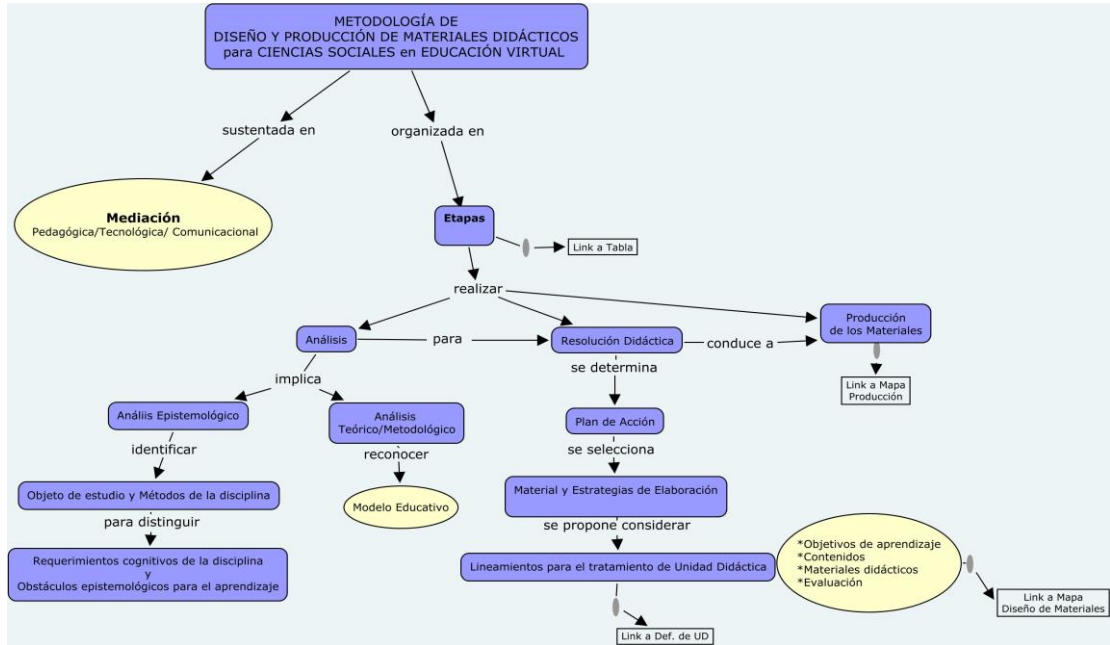 METODOLOGÍA DE
DISEÑO Y PRODUCCIÓN DE MATERIALES DIDÁCTICOS
para CIENCIAS SOCIALES en EDUCACIÓN VIRTUAL
sustentada en
organizada en
Mediación
Pedagógica/Tecnológica/ Comunicacional
Etapas
Link a Tabla
realizar
Análisis
para
Resolución Didáctica
conduce a
Producción
de los Materiales
Link a Mapa
Producción
implica
se determina
Análiis Epistemológico
Análisis
Teórico/Metodológico
Plan de Acción
identificar
reconocer
se selecciona
Objeto de estudio y Métodos de la disciplina
Modelo Educativo
Material y Estrategias de Elaboración
para distinguir
se propone considerar
Requerimientos cognitivos de la disciplina
y
Obstáculos epistemológicos para el aprendizaje
Lineamientos para el tratamiento de Unidad Didáctica
*Objetivos de aprendizaje
*Contenidos
*Materiales didácticos
*Evaluación
Link a Mapa
Diseño de Materiales
Link a Def. de UD